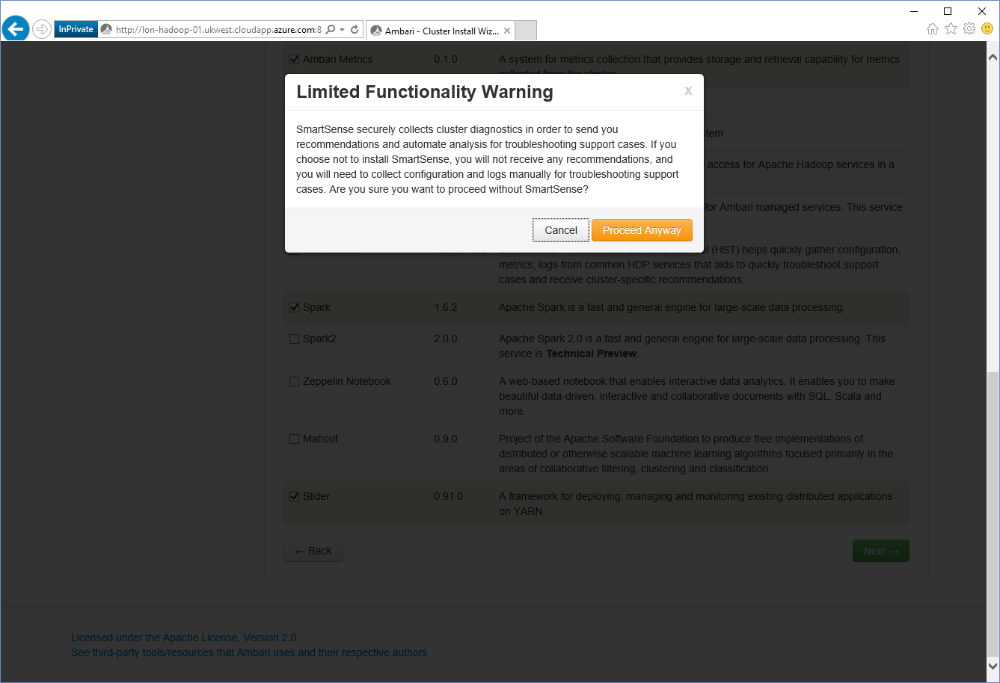 InPrivate
http://lon-hadoop-01.ukwest.cloudapp.azure.com:8
Ambari - Cluster Install Wiz...
Ambari Metrics 0.1.0 A system for metrics collection that provides storage and retrieval capability for metrics
collected from the cluster
Limited Functionality Warning
x
SmartSense securely collects cluster diagnostics in order to send you
recommendations and automate analysis for troubleshooting support cases. If you
choose not to install SmartSense, you will not receive any recommendations, and
you will need to collect configuration and logs manually for troubleshooting support
cases. Are you sure you want to proceed without SmartSense?
Cancel Proceed Anyway
access for Apache Hadoop services in a
for Ambari managed services. This service
(HST) helps quickly gather configuration,
metrics, logs from common HDP services that aids to quickly troubleshoot support
cases and receive cluster-specific recommendations.
Spark 1.6.2 Apache Spark is a fast and general engine for large-scale data processing.
Spark2 2.0.0 Apache Spark 2.0 is a fast and general engine for large-scale data processing. This
service is Technical Preview.
Zeppelin Notebook 0.6.0 A web-based notebook that enables interactive data analytics. It enables you to make
beautiful data-driven, interactive and collaborative documents with SQL, Scala and
more.
Mahout 0.9.0 Project of the Apache Software Foundation to produce free implementations of
distributed or otherwise scalable machine learning algorithms focused primarily in the
areas of collaborative filtering, clustering and classification
Slider 0.91.0 A framework for deploying, managing and monitoring existing distributed applications
on YARN.
← Back Next →
Licensed under the Apache License, Version 2.0.
See third-party tools/resources that Ambari uses and their respective authors